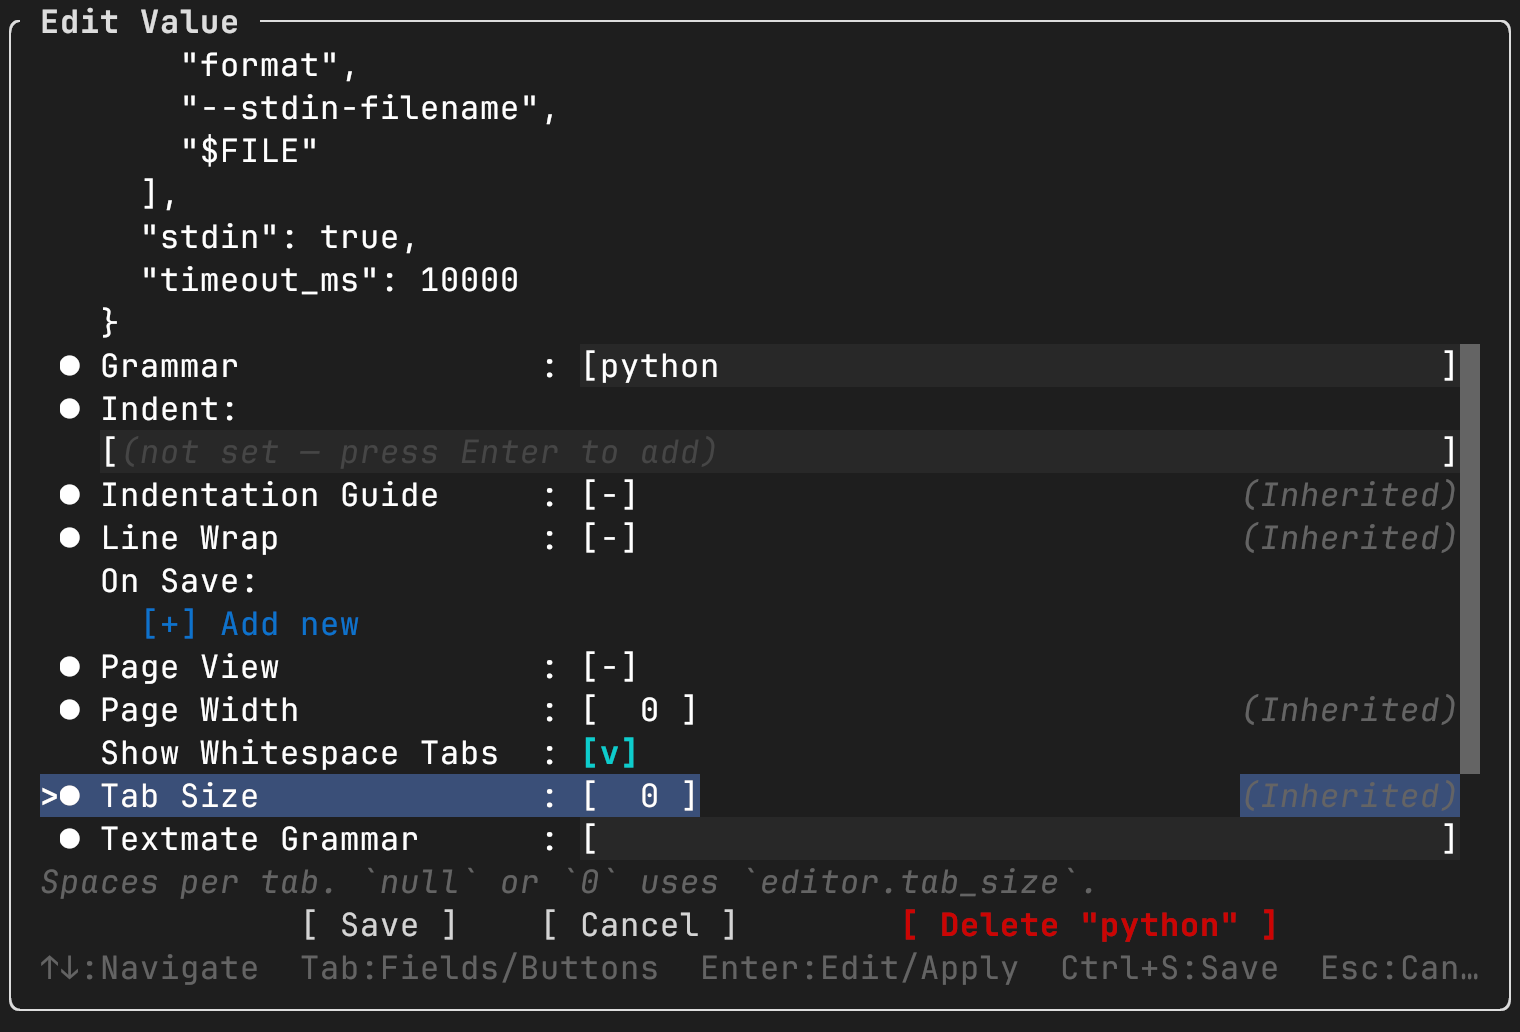 Edit Value
"format",
"--stdin-filename",
"$FILE"
],
"stdin": true,
"timeout_ms": 10000
}
● Grammar : [python ]
● Indent:
[(not set — press Enter to add) ]
● Indentation Guide : [-] (Inherited)
● Line Wrap : [-] (Inherited)
On Save:
[+] Add new
● Page View : [-]
● Page Width : [ 0 ] (Inherited)
Show Whitespace Tabs : [v]
>● Tab Size : [ 0 ] (Inherited)
● Textmate Grammar : [ ]
Spaces per tab. `null` or `0` uses `editor.tab_size`.
[ Save ] [ Cancel ] [ Delete "python" ]
↑↓:Navigate Tab:Fields/Buttons Enter:Edit/Apply Ctrl+S:Save Esc:Can…